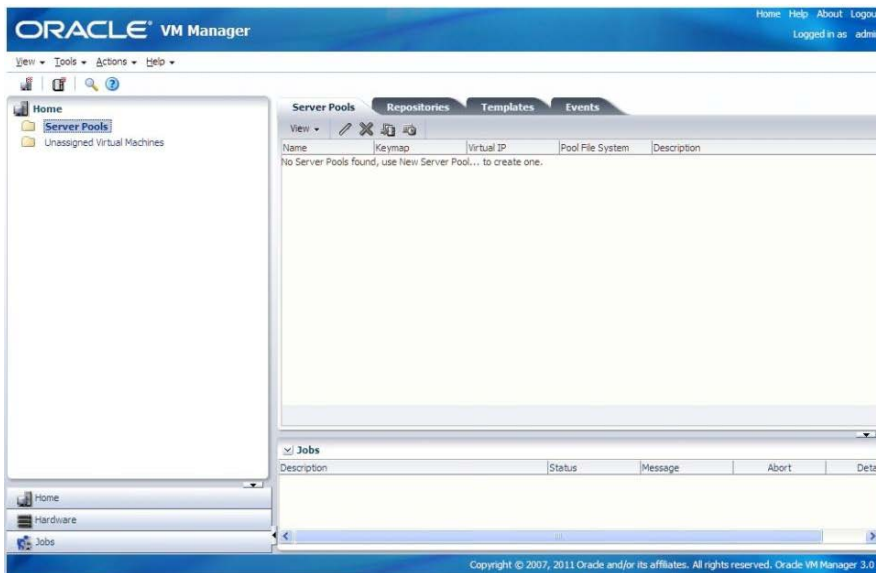 Home Help About Logou
ORACLE VM Manager
Logged in as admi
View Tools Actions Help
Home
Server Pools
Unassigned Virtual Machines
Server Pools Repositories Templates Events
View
Name Keymap Virtual IP Pool File System Description
No Server Pools found, use New Server Pool... to create one.
Jobs
Description Status Message Abort Deta
Home
Hardware
Jobs
Copyright © 2007, 2011 Oracle and/or its affiliates. All rights reserved. Oracle VM Manager 3.0